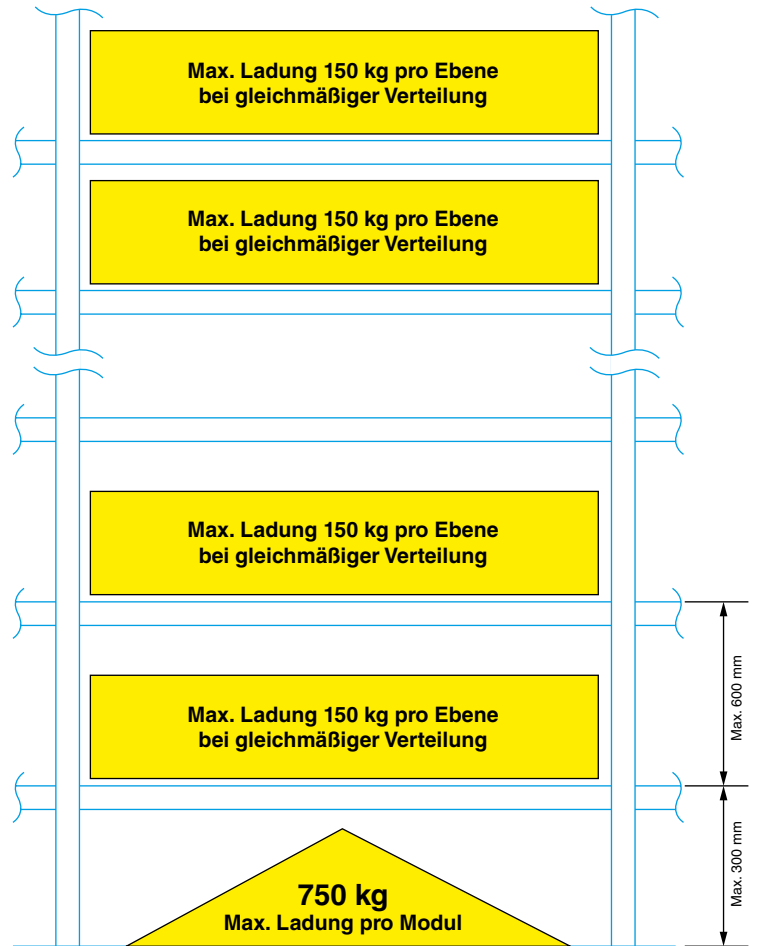 Max. Ladung 150 kg pro Ebene
bei gleichmäßiger Verteilung
Max. Ladung 150 kg pro Ebene
bei gleichmäßiger Verteilung
Max. Ladung 150 kg pro Ebene
bei gleichmäßiger Verteilung
Max. 600 mm
Max. Ladung 150 kg pro Ebene
bei gleichmäßiger Verteilung
Max. 300 mm
750 kg
Max. Ladung pro Modul